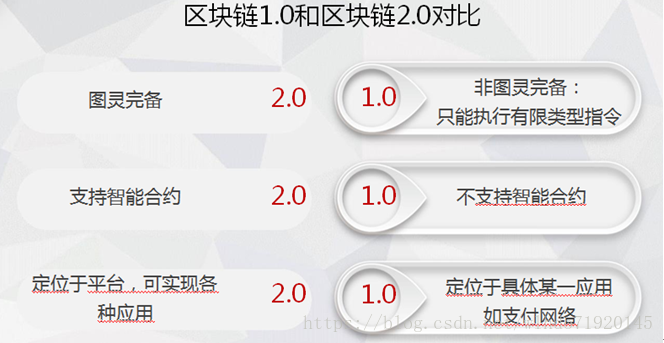 区块链1.0和区块链2.0对比
图灵完备
2.0
1.0
非图灵完备：
只能执行有限类型指令
支持智能合约
2.0
1.0
不支持智能合约
定位于平台，可实现各
种应用
2.0
1.0
定位于具体某一应用
如支付网络